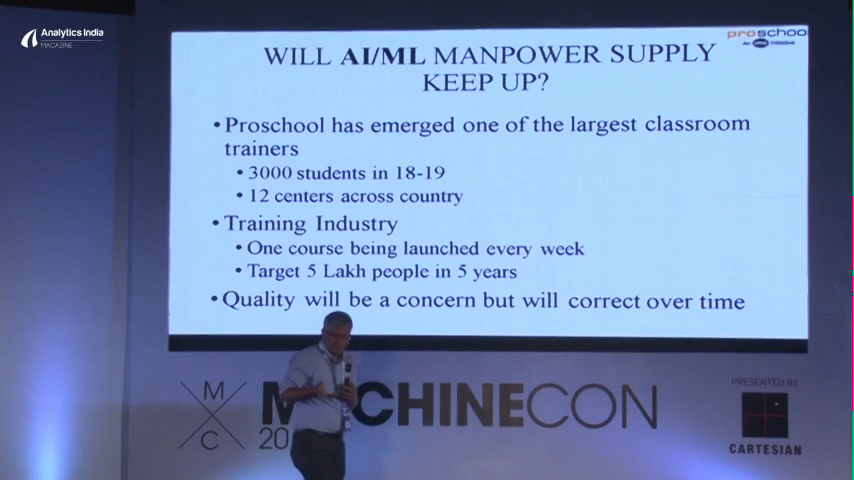 Analytics India
MAGAZINE
proschoo
An IMS Initiative
WILL AI/ML MANPOWER SUPPLY
KEEP UP?
•Proschool has emerged one of the largest classroom
trainers
•3000 students in 18-19
•12 centers across country
•Training Industry
•One course being launched every week
•Target 5 Lakh people in 5 years
•Quality will be a concern but will correct over time
M
C
M CHINECON
20
PRESENTED BY
CARTESIAN